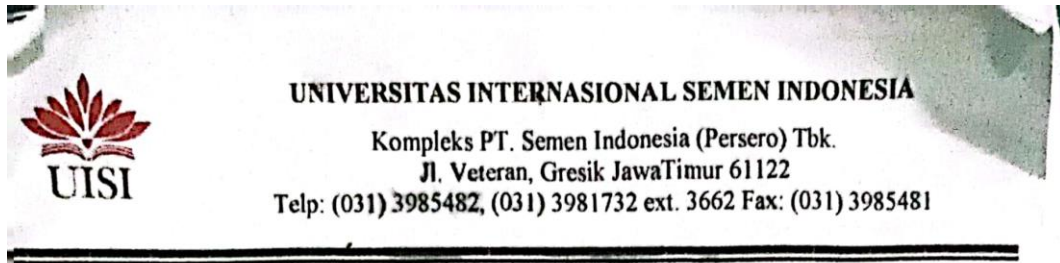 UNIVERSITAS INTERNASIONAL SEMEN INDONESIA
Kompleks PT. Semen Indonesia (Persero) Tbk.
Jl. Veteran, Gresik JawaTimur 61122
Telp: (031) 3985482, (031) 3981732 ext. 3662 Fax: (031) 3985481
UISI